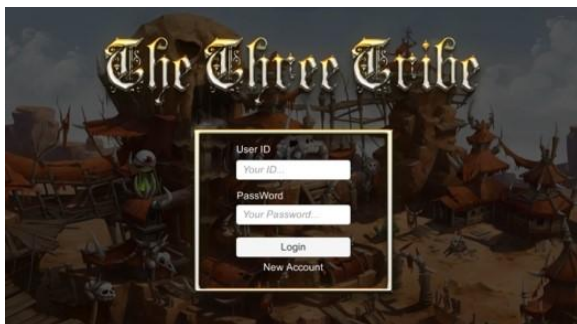 The Three Tribe
User ID
Your ID...
PassWord
Your Password...
Login
New Account